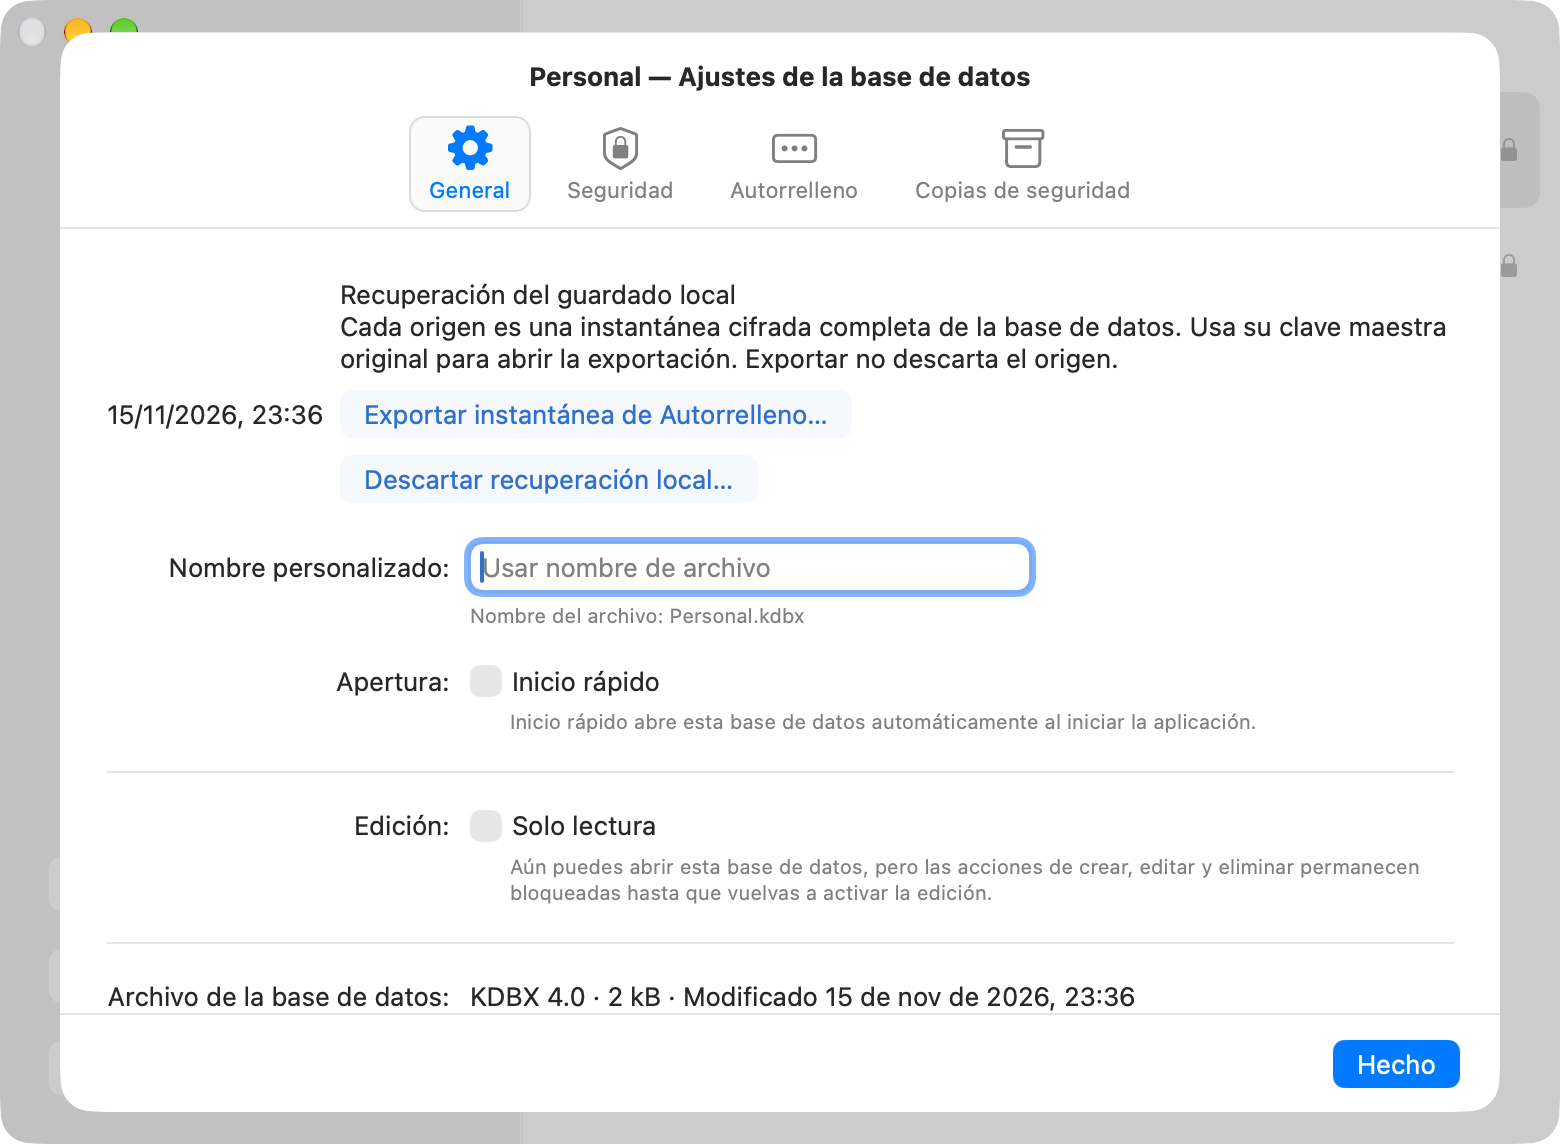 Personal — Ajustes de la base de datos
General
Seguridad
Autorrelleno
Copias de seguridad
Recuperación del guardado local
Cada origen es una instantánea cifrada completa de la base de datos. Usa su clave maestra
original para abrir la exportación. Exportar no descarta el origen.
15/11/2026, 23:36
Exportar instantánea de Autorrelleno...
Descartar recuperación local...
Nombre personalizado:
Usar nombre de archivo
Nombre del archivo: Personal.kdbx
Apertura:
Inicio rápido
Inicio rápido abre esta base de datos automáticamente al iniciar la aplicación.
Edición:
Solo lectura
Aún puedes abrir esta base de datos, pero las acciones de crear, editar y eliminar permanecen
bloqueadas hasta que vuelvas a activar la edición.
Archivo de la base de datos:
KDBX 4.0 · 2 kB · Modificado 15 de nov de 2026, 23:36
Hecho